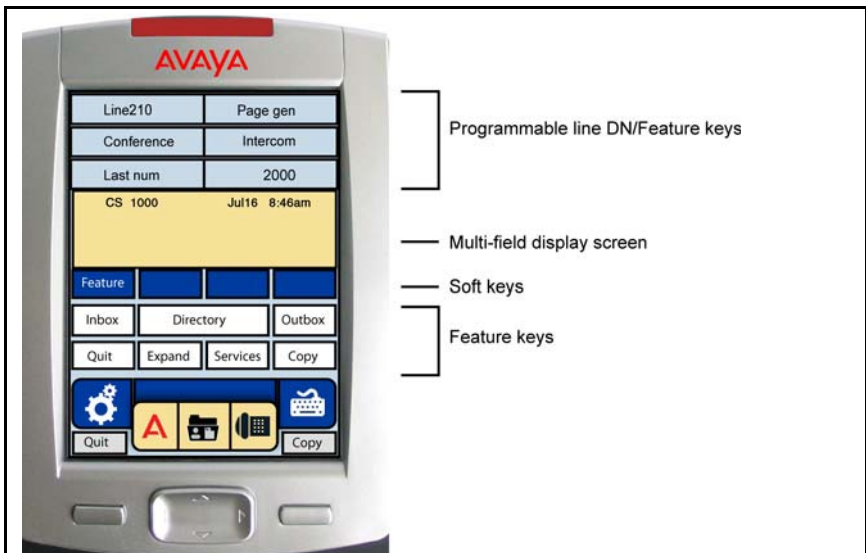 AVAYA
Line210 Page gen
Conference Intercom
Last num 2000
CS 1000 Jul16 8:46am
Feature
Inbox Directory Outbox
Quit Expand Services Copy
A
Quit Copy
Programmable line DN/Feature keys
Multi-field display screen
Soft keys
Feature keys